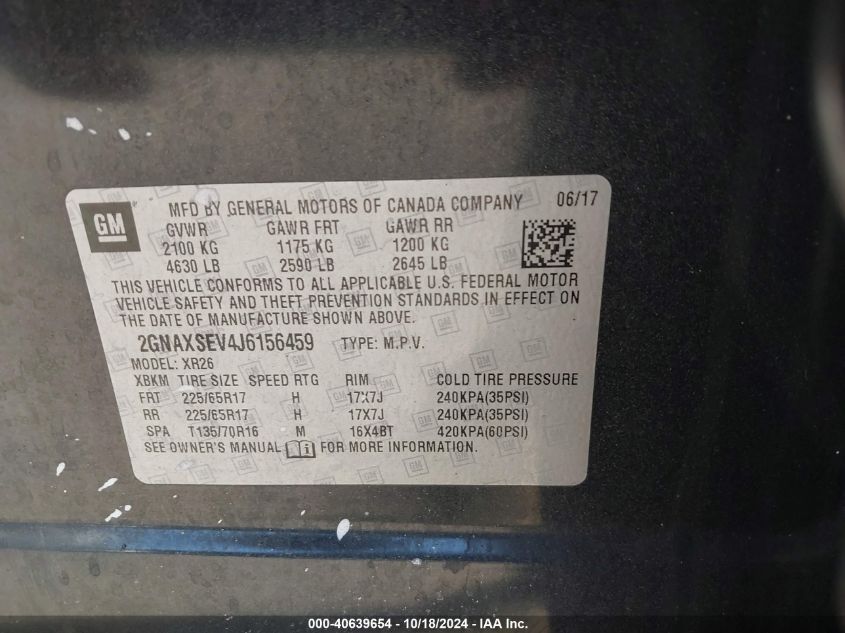 GM
MFD BY GENERAL MOTORS OF CANADA COMPANY 06/17
GVWR GAWR FRT GAWR RR
2100 KG 1175 KG 1200 KG
4630 LB 2590 LB 2645 LB
THIS VEHICLE CONFORMS TO ALL APPLICABLE U.S. FEDERAL MOTOR
VEHICLE SAFETY AND THEFT PREVENTION STANDARDS IN EFFECT ON
THE DATE OF MANUFACTURE SHOWN ABOVE.
2GNAXSEV4J6156459 TYPE: M.P.V.
MODEL: XR26
XBKM TIRE SIZE SPEED RTG RIM COLD TIRE PRESSURE
FRT 225/65R17 H 17X7J 240KPA(35PSI)
RR 225/65R17 H 17X7J 240KPA(35PSI)
SPA T135/70R16 M 16X4BT 420KPA(60PSI)
SEE OWNER'S MANUAL FOR MORE INFORMATION.
000-40639654 - 10/18/2024 - IAA Inc.